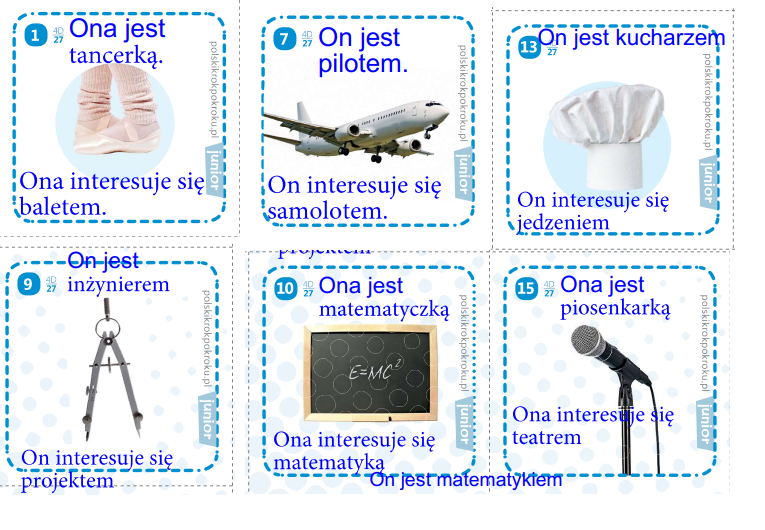 1 4D 27 Ona jest
tancerką.
polskikrokpokroku.pl
junior
Ona interesuje się
baletem.
7 4D 27 On jest
pilotem.
polskikrokpokroku.pl
junior
On interesuje się
samolotem.
13 4D 27 On jest kucharzem
polskikrokpokroku.pl
junior
On interesuje się
jedzeniem
On jest
9 4D 27 inżynierem
polskikrokpokroku.pl
junior
On interesuje się
projektem
projektem
10 4D 27 Ona jest
matematyczką
polskikrokpokroku.pl
E=MC²
junior
Ona interesuje się
matematyką
On jest matematykiem
15 4D 27 Ona jest
piosenkarką
polskikrokpokroku.pl
junior
Ona interesuje się
teatrem